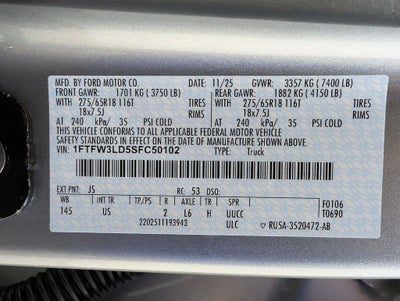 MFD. BY FORD MOTOR CO. 11/25 GVWR: 3357 KG ( 7400 LB)
FRONT GAWR: 1701 KG ( 3750 LB) REAR GAWR: 1882 KG ( 4150 LB)
WITH 275/65R18 116T TIRES WITH 275/65R18 116T TIRES
18x7.5J RIMS 18x7.5J RIMS
AT 240 kPa/ 35 PSI COLD AT 240 kPa/ 35 PSI COLD
THIS VEHICLE CONFORMS TO ALL APPLICABLE FEDERAL MOTOR VEHICLE
SAFETY STANDARDS IN EFFECT ON THE DATE OF MANUFACTURE SHOWN ABOVE.
VIN: 1FTFW3LD5SFC50102 TYPE: Truck
EXT PNT: JS RC: 53 DSO:
WB INT TR TP/PS R AXLE TR SPR F0106
145 US 2 L6 H UUCC T0690
2202511193943 ULC RU5A-3520472-AB